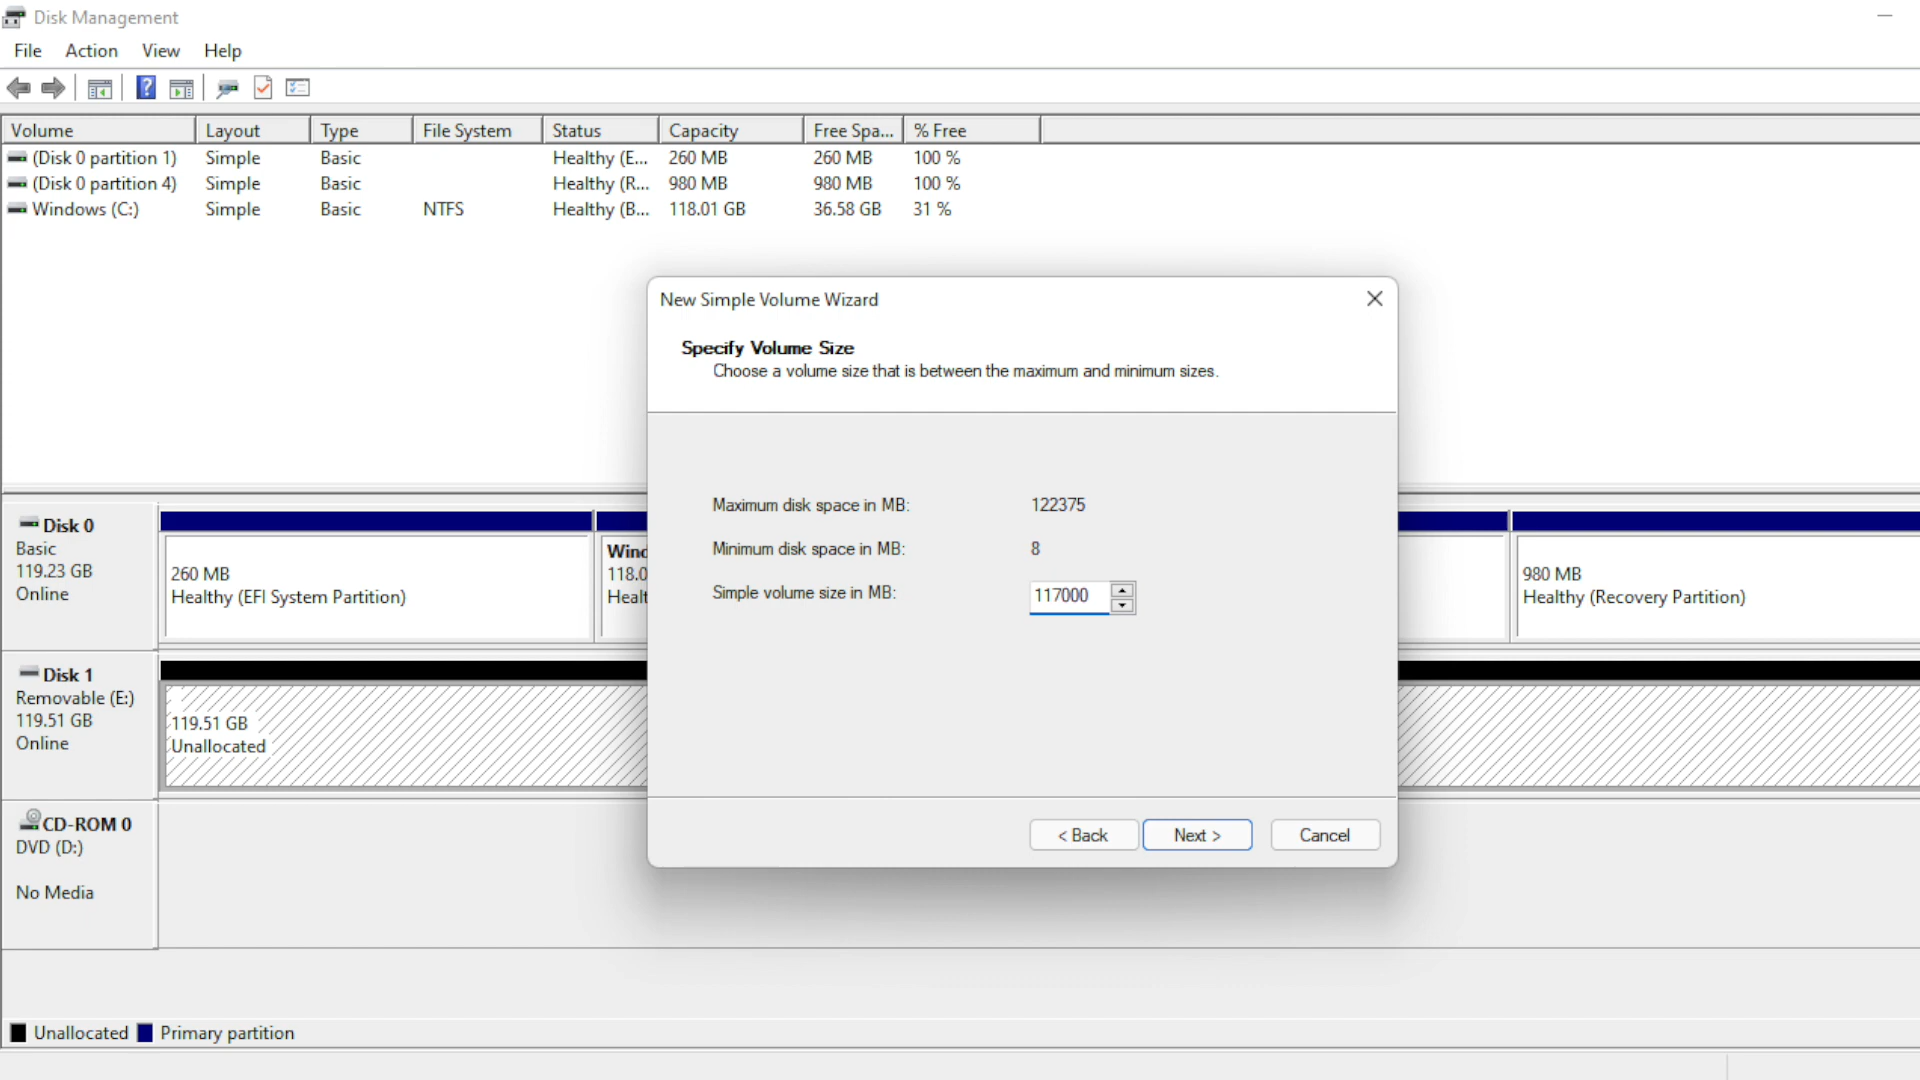 Disk Management
File Action View Help
Volume Layout Type File System Status Capacity Free Spa... % Free
(Disk 0 partition 1) Simple Basic Healthy (E... 260 MB 260 MB 100 %
(Disk 0 partition 4) Simple Basic Healthy (R... 980 MB 980 MB 100 %
Windows (C:) Simple Basic NTFS Healthy (B... 118.01 GB 36.58 GB 31 %
New Simple Volume Wizard
Specify Volume Size
Choose a volume size that is between the maximum and minimum sizes.
Maximum disk space in MB: 122375
Minimum disk space in MB: 8
Simple volume size in MB: 117000
< Back Next > Cancel
Disk 0
Basic
119.23 GB
Online
260 MB
Healthy (EFI System Partition)
Wind
118.0
Healt
980 MB
Healthy (Recovery Partition)
Disk 1
Removable (E:)
119.51 GB
Online
119.51 GB
Unallocated
CD-ROM 0
DVD (D:)
No Media
Unallocated Primary partition